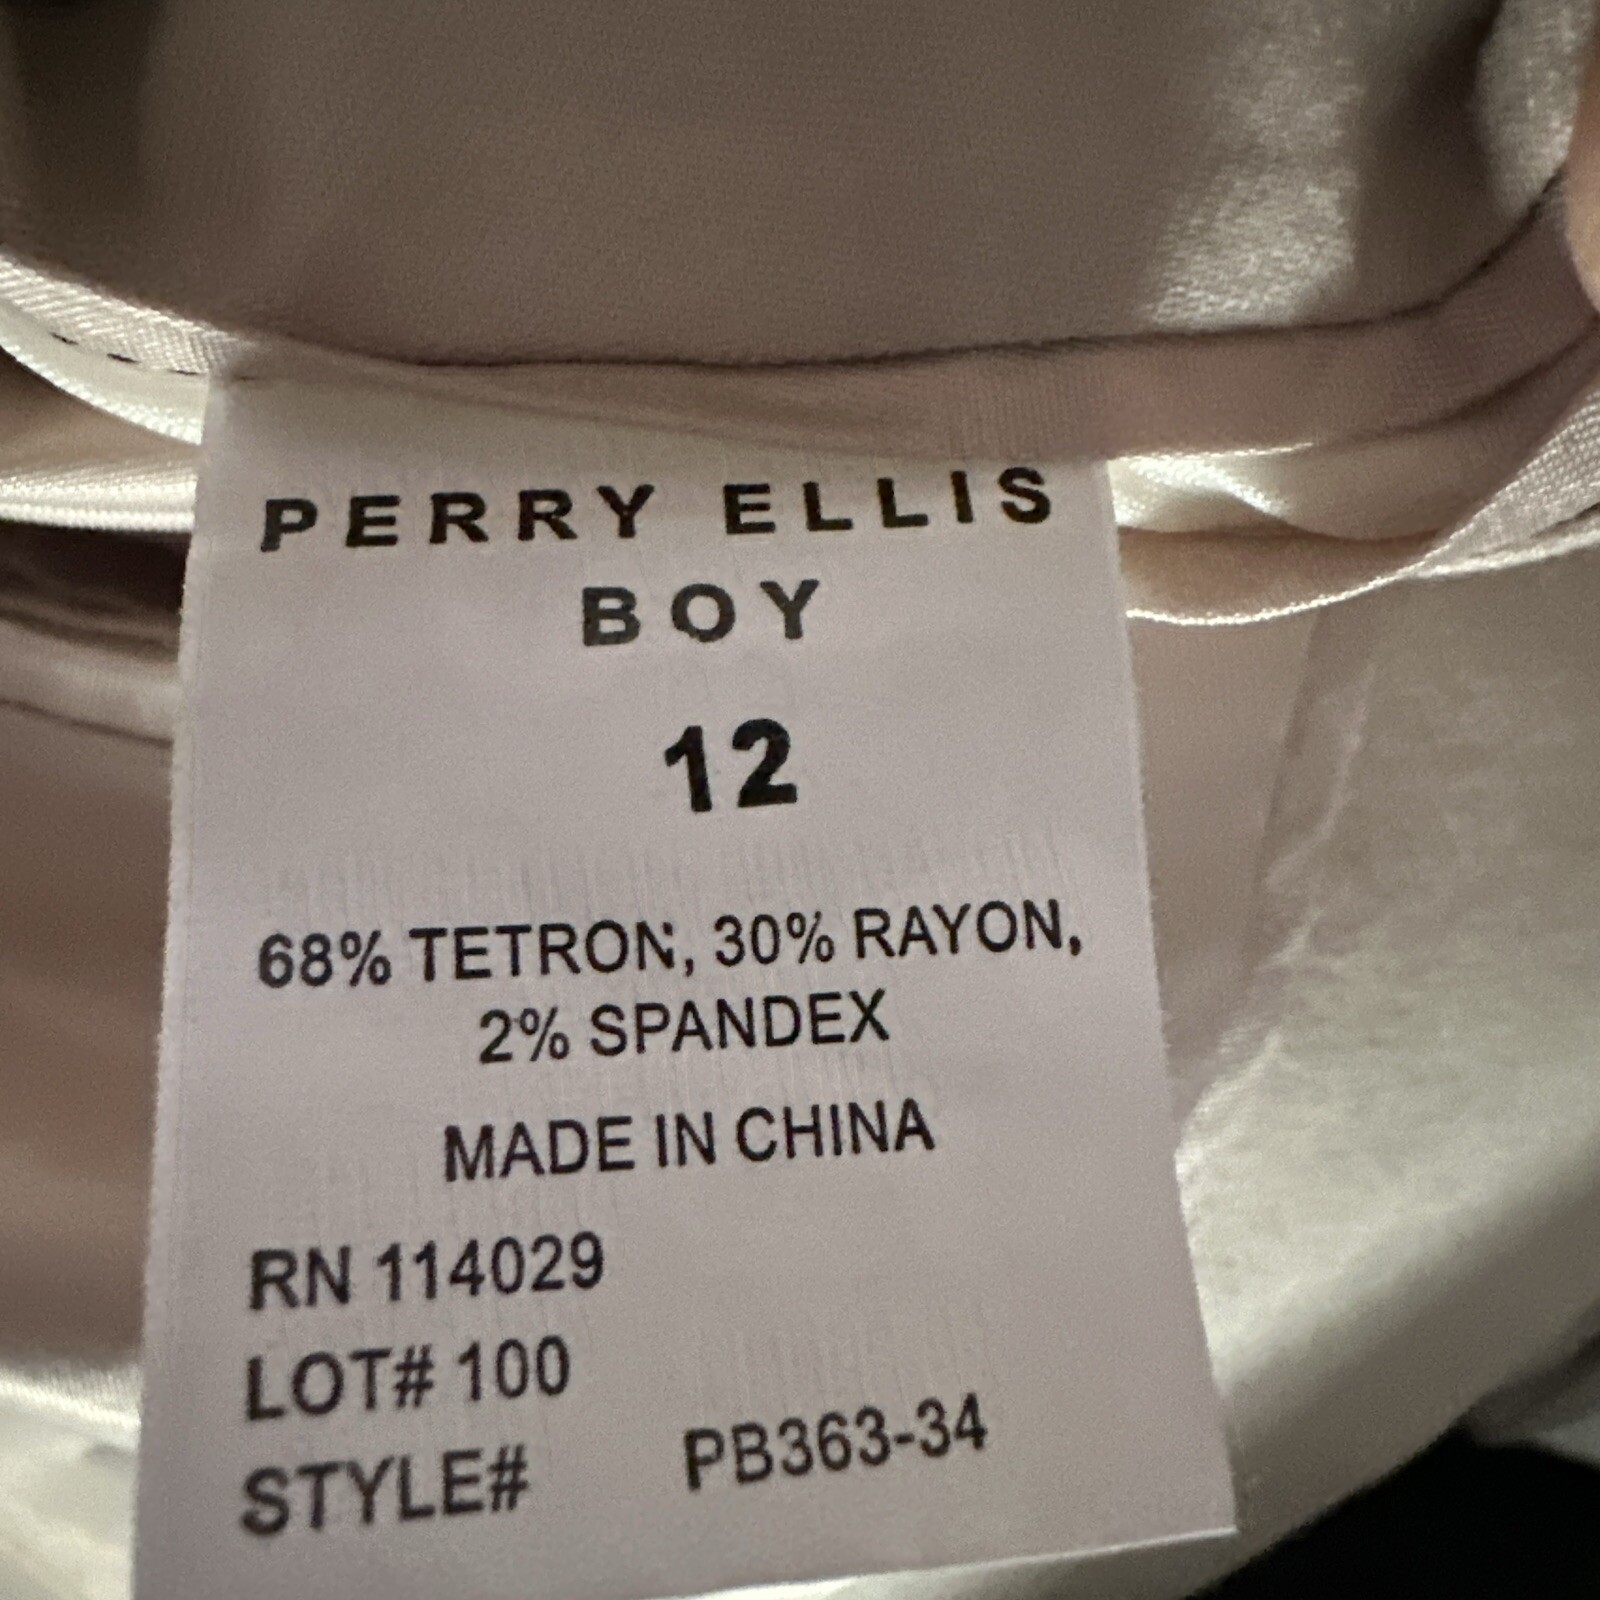 PERRY ELLIS
BOY
12
68% TETRON, 30% RAYON,
2% SPANDEX
MADE IN CHINA
RN 114029
LOT# 100
STYLE# PB363-34